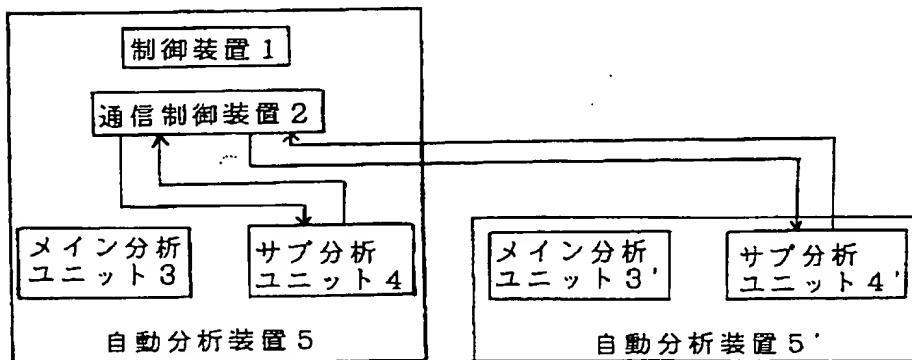 制御装置1
通信制御装置2
メイン分析
ユニット3
サブ分析
ユニット4
自動分析装置5
メイン分析
ユニット3'
サブ分析
ユニット4'
自動分析装置5'